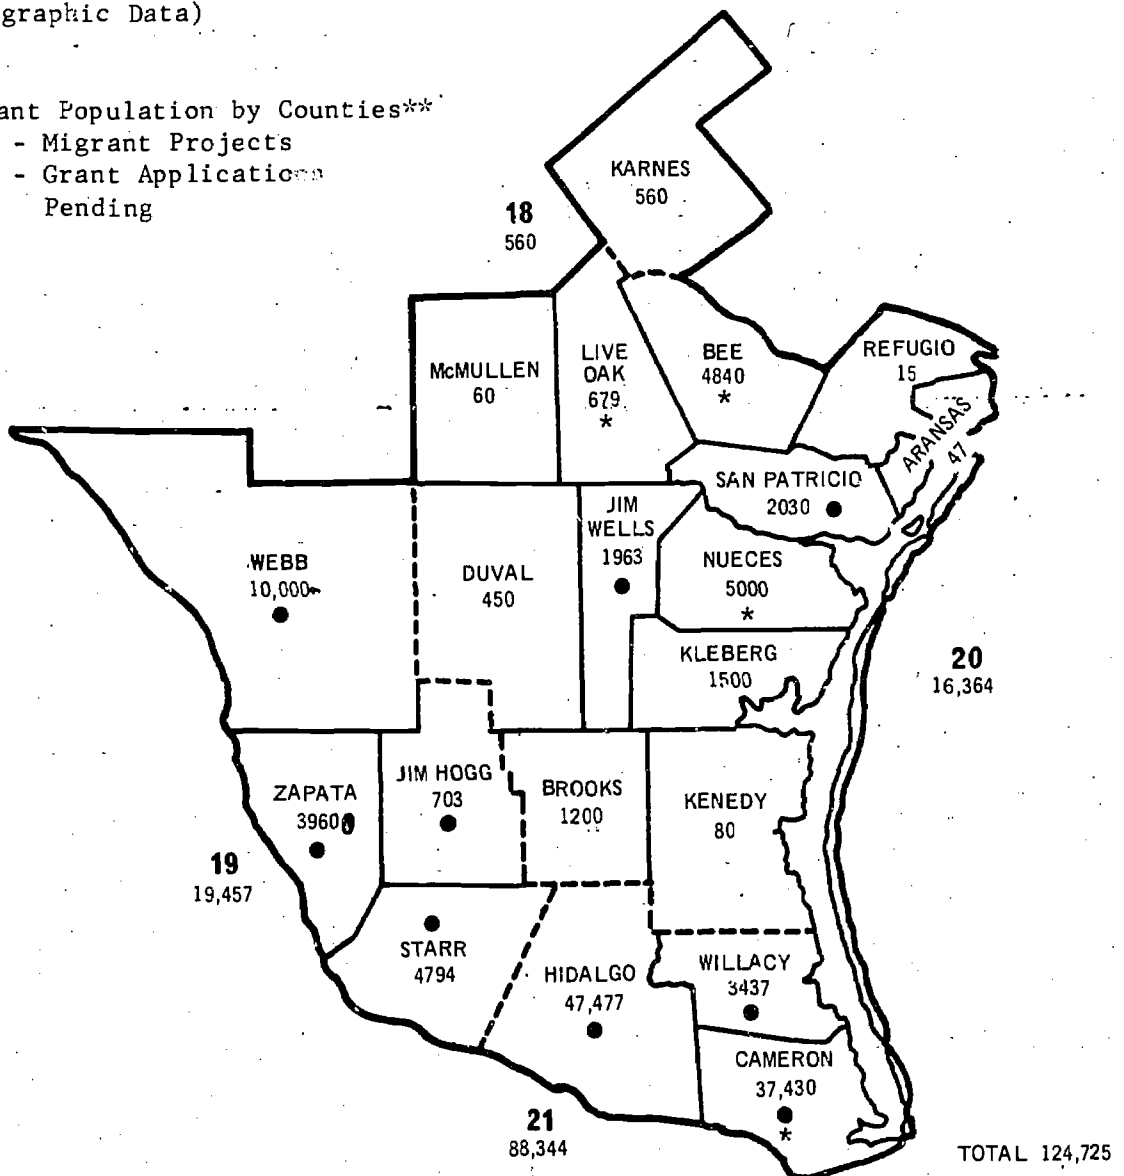 graphic Data)
ant Population by Counties**
- Migrant Projects
- Grant Applications
Pending
KARNES
560
18
560
McMULLEN
60
LIVE
OAK
679
*
BEE
4840
*
REFUGIO
15
ARANSAS
47
SAN PATRICIO
2030
WEBB
10,000
DUVAL
450
JIM
WELLS
1963
NUECES
5000
*
KLEBERG
1500
20
16,364
ZAPATA
3960
JIM HOGG
703
BROOKS
1200
KENEDY
80
19
19,457
STARR
4794
HIDALGO
47,477
WILLACY
3437
CAMERON
37,430
*
21
88,344
TOTAL 124,725